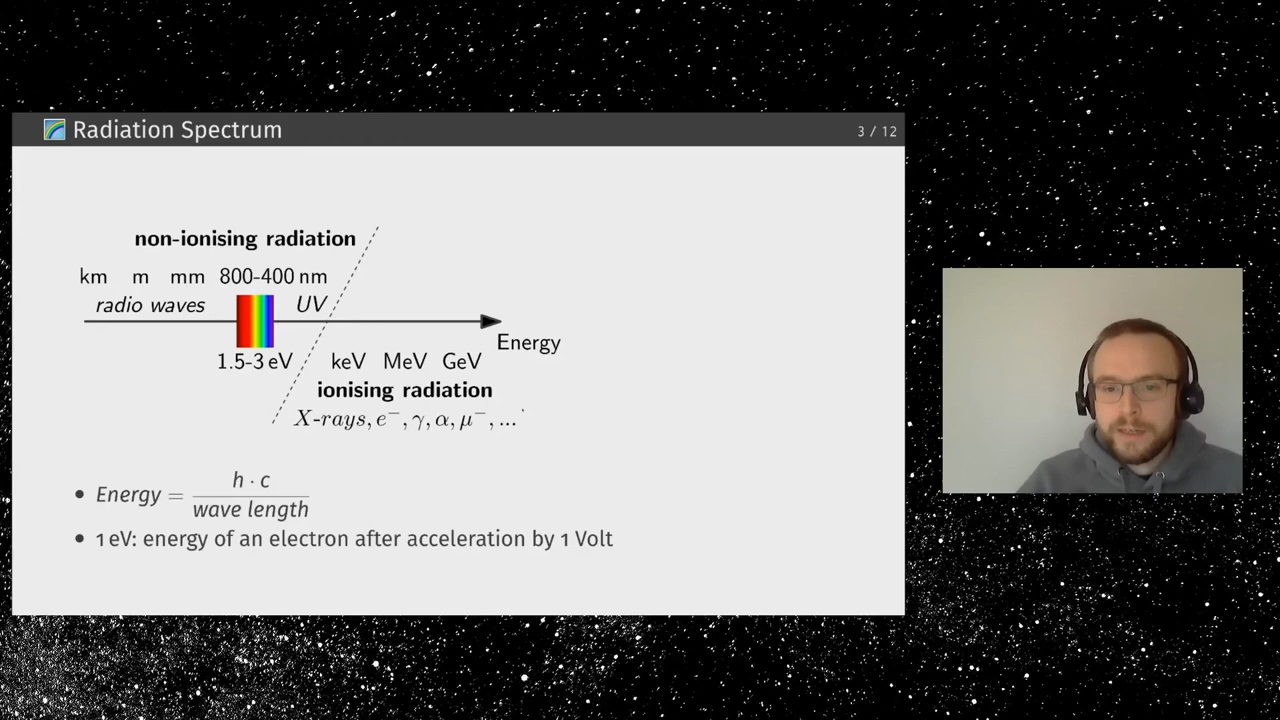 Radiation Spectrum
3 / 12
non-ionising radiation
km m mm 800-400 nm
radio waves UV
Energy
1.5-3 eV keV MeV GeV
ionising radiation
X-rays, e⁻, γ, α, μ⁻, ...
• Energy = h · c / wave length
• 1 eV: energy of an electron after acceleration by 1 Volt